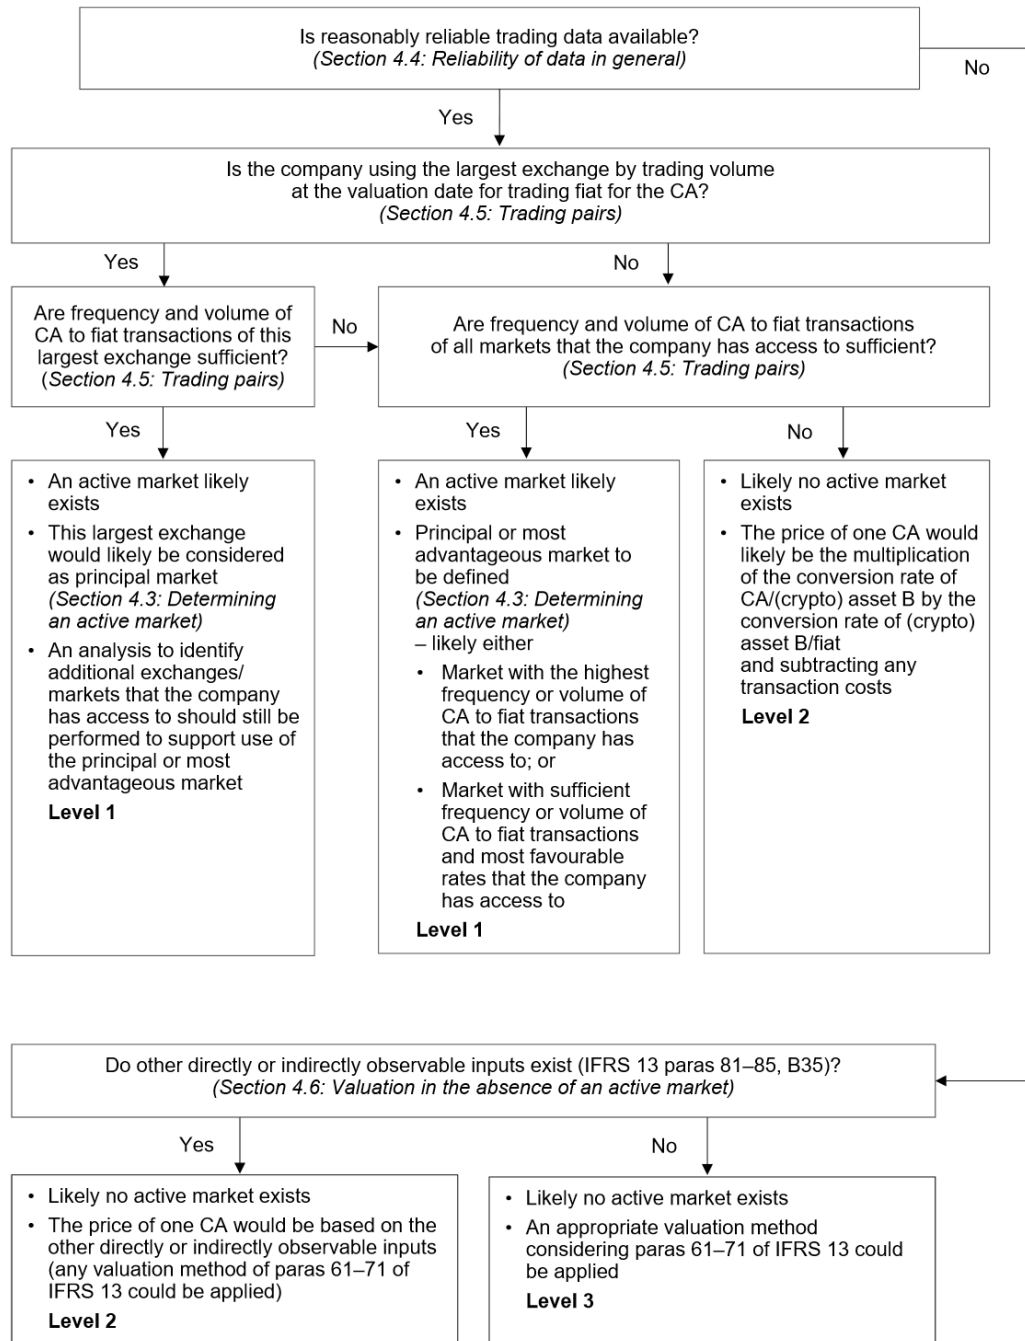 Is reasonably reliable trading data available?
(Section 4.4: Reliability of data in general)
No
Yes
Is the company using the largest exchange by trading volume
at the valuation date for trading fiat for the CA?
(Section 4.5: Trading pairs)
Yes
No
Are frequency and volume of
CA to fiat transactions of this
largest exchange sufficient?
(Section 4.5: Trading pairs)
No
Are frequency and volume of CA to fiat transactions
of all markets that the company has access to sufficient?
(Section 4.5: Trading pairs)
Yes
Yes
No
• An active market likely
exists
• This largest exchange
would likely be considered
as principal market
(Section 4.3: Determining
an active market)
• An analysis to identify
additional exchanges/
markets that the company
has access to should still be
performed to support use of
the principal or most
advantageous market
Level 1
• An active market likely
exists
• Principal or most
advantageous market to
be defined
(Section 4.3: Determining
an active market)
– likely either
• Market with the highest
frequency or volume of
CA to fiat transactions
that the company has
access to; or
• Market with sufficient
frequency or volume of
CA to fiat transactions
and most favourable
rates that the company
has access to
Level 1
• Likely no active market
exists
• The price of one CA would
likely be the multiplication
of the conversion rate of
CA/(crypto) asset B by the
conversion rate of (crypto)
asset B/fiat
and subtracting any
transaction costs
Level 2
Do other directly or indirectly observable inputs exist (IFRS 13 paras 81–85, B35)?
(Section 4.6: Valuation in the absence of an active market)
Yes
No
• Likely no active market exists
• The price of one CA would be based on the
other directly or indirectly observable inputs
(any valuation method of paras 61–71 of
IFRS 13 could be applied)
Level 2
• Likely no active market exists
• An appropriate valuation method
considering paras 61–71 of IFRS 13 could
be applied
Level 3